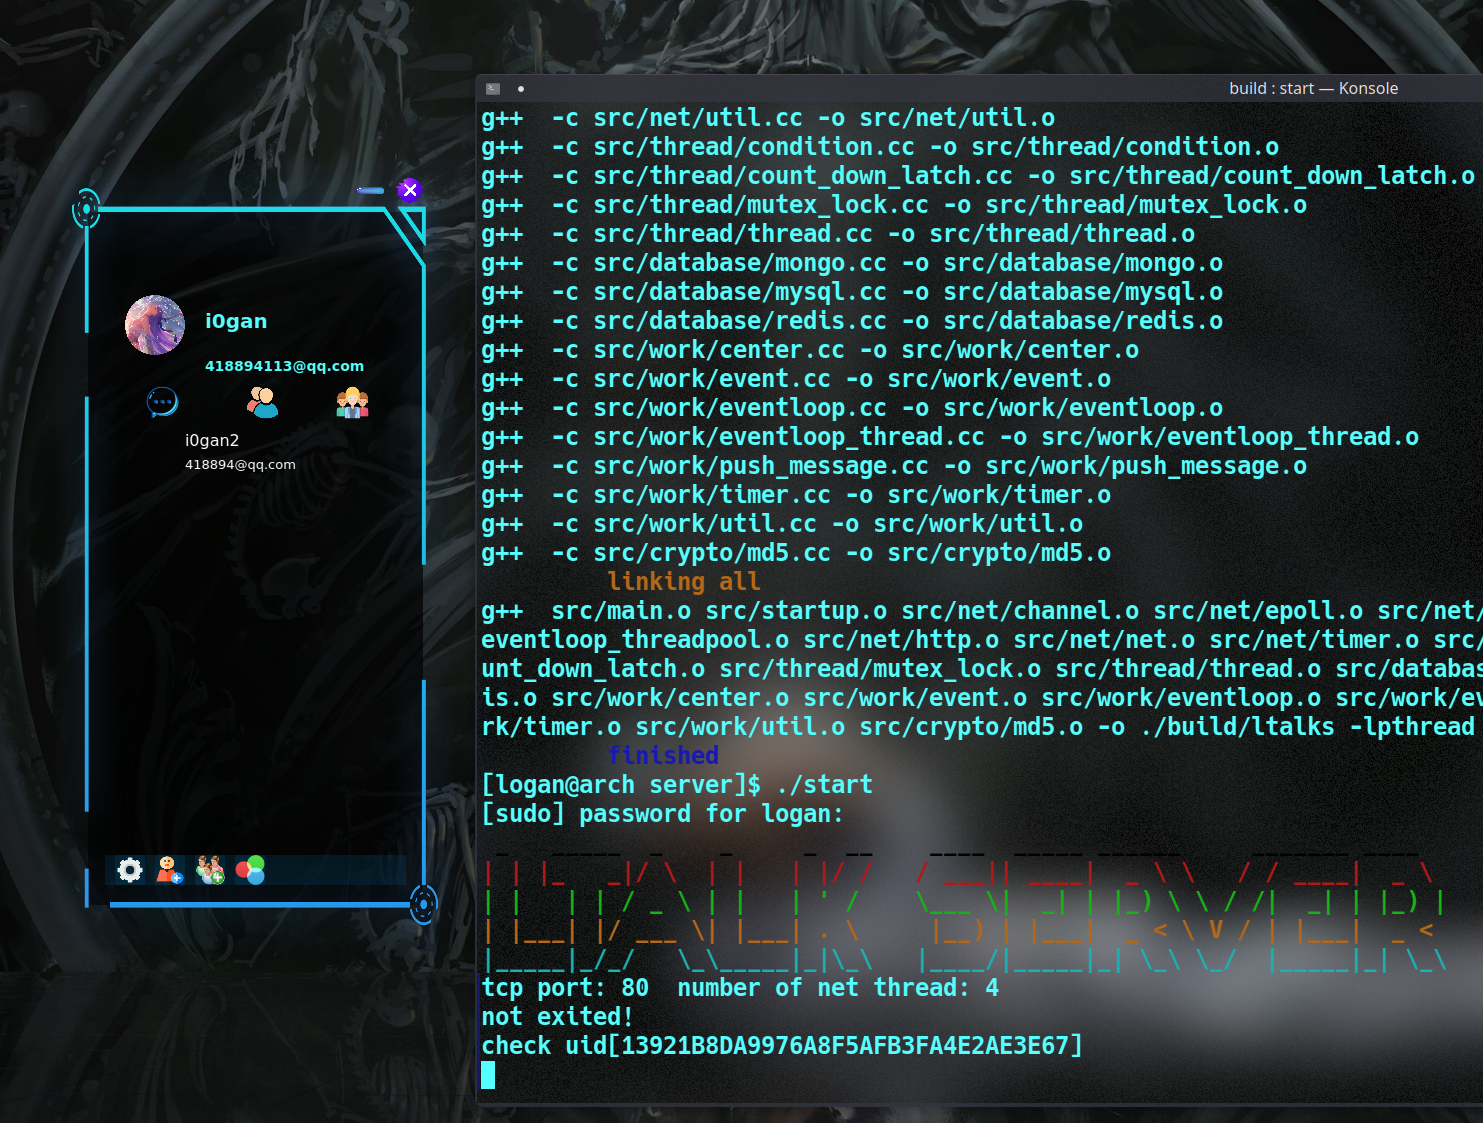 build : start — Konsole
g++  -c src/net/util.cc -o src/net/util.o
g++  -c src/thread/condition.cc -o src/thread/condition.o
g++  -c src/thread/count_down_latch.cc -o src/thread/count_down_latch.o
g++  -c src/thread/mutex_lock.cc -o src/thread/mutex_lock.o
g++  -c src/thread/thread.cc -o src/thread/thread.o
g++  -c src/database/mongo.cc -o src/database/mongo.o
g++  -c src/database/mysql.cc -o src/database/mysql.o
g++  -c src/database/redis.cc -o src/database/redis.o
g++  -c src/work/center.cc -o src/work/center.o
g++  -c src/work/event.cc -o src/work/event.o
g++  -c src/work/eventloop.cc -o src/work/eventloop.o
g++  -c src/work/eventloop_thread.cc -o src/work/eventloop_thread.o
g++  -c src/work/push_message.cc -o src/work/push_message.o
g++  -c src/work/timer.cc -o src/work/timer.o
g++  -c src/work/util.cc -o src/work/util.o
g++  -c src/crypto/md5.cc -o src/crypto/md5.o
linking all
g++  src/main.o src/startup.o src/net/channel.o src/net/epoll.o src/net/
eventloop_threadpool.o src/net/http.o src/net/net.o src/net/timer.o src/
unt_down_latch.o src/thread/mutex_lock.o src/thread/thread.o src/databas
is.o src/work/center.o src/work/event.o src/work/eventloop.o src/work/ev
rk/timer.o src/work/util.o src/crypto/md5.o -o ./build/ltalks -lpthread
finished
[logan@arch server]$ ./start
[sudo] password for logan:
LTALK SERVER
tcp port: 80  number of net thread: 4
not exited!
check uid[13921B8DA9976A8F5AFB3FA4E2AE3E67]
i0gan
418894113@qq.com
i0gan2
418894@qq.com